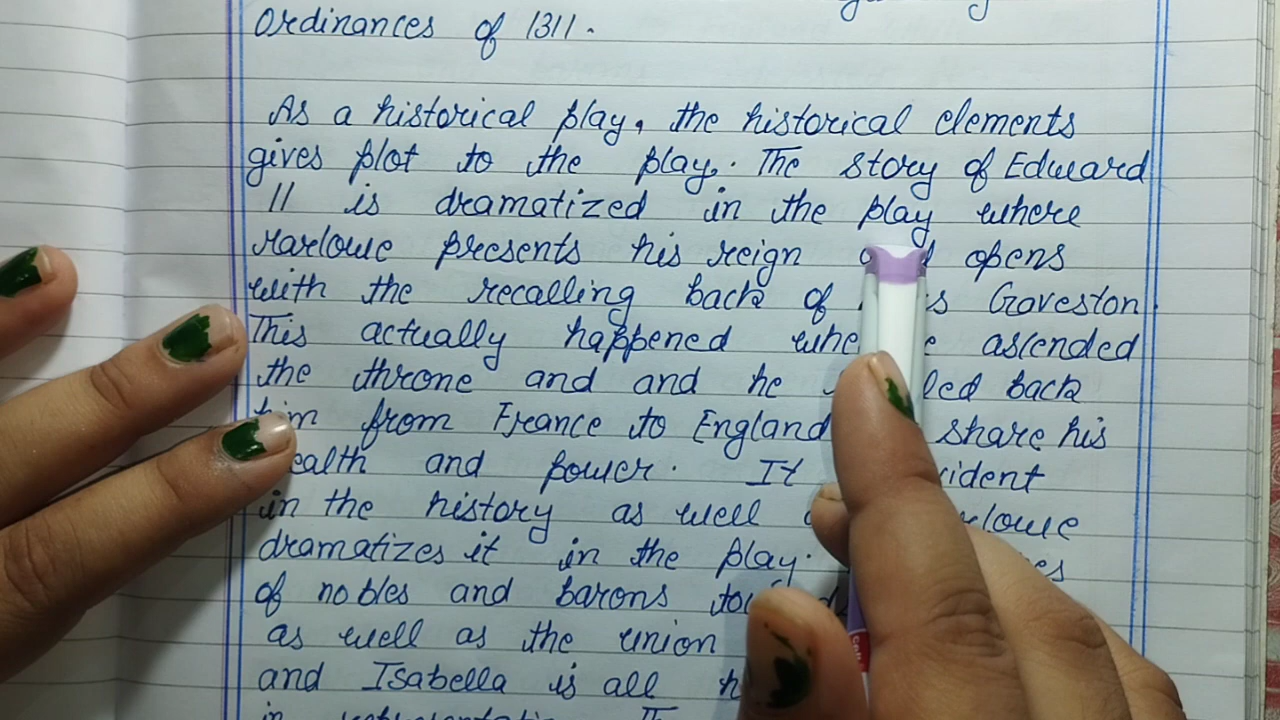 Ordinances of 1311.
As a historical play, the historical elements
gives plot to the play. The story of Edward
II is dramatized in the play where
Marlowe presents his reign opens
with the recalling back of Gaveston.
This actually happened ascended
the throne and and he back
from France to England share his
and power. It
in the history as well
dramatizes it in the play.
of nobles and barons
as well as the union
and Isabella is all
in